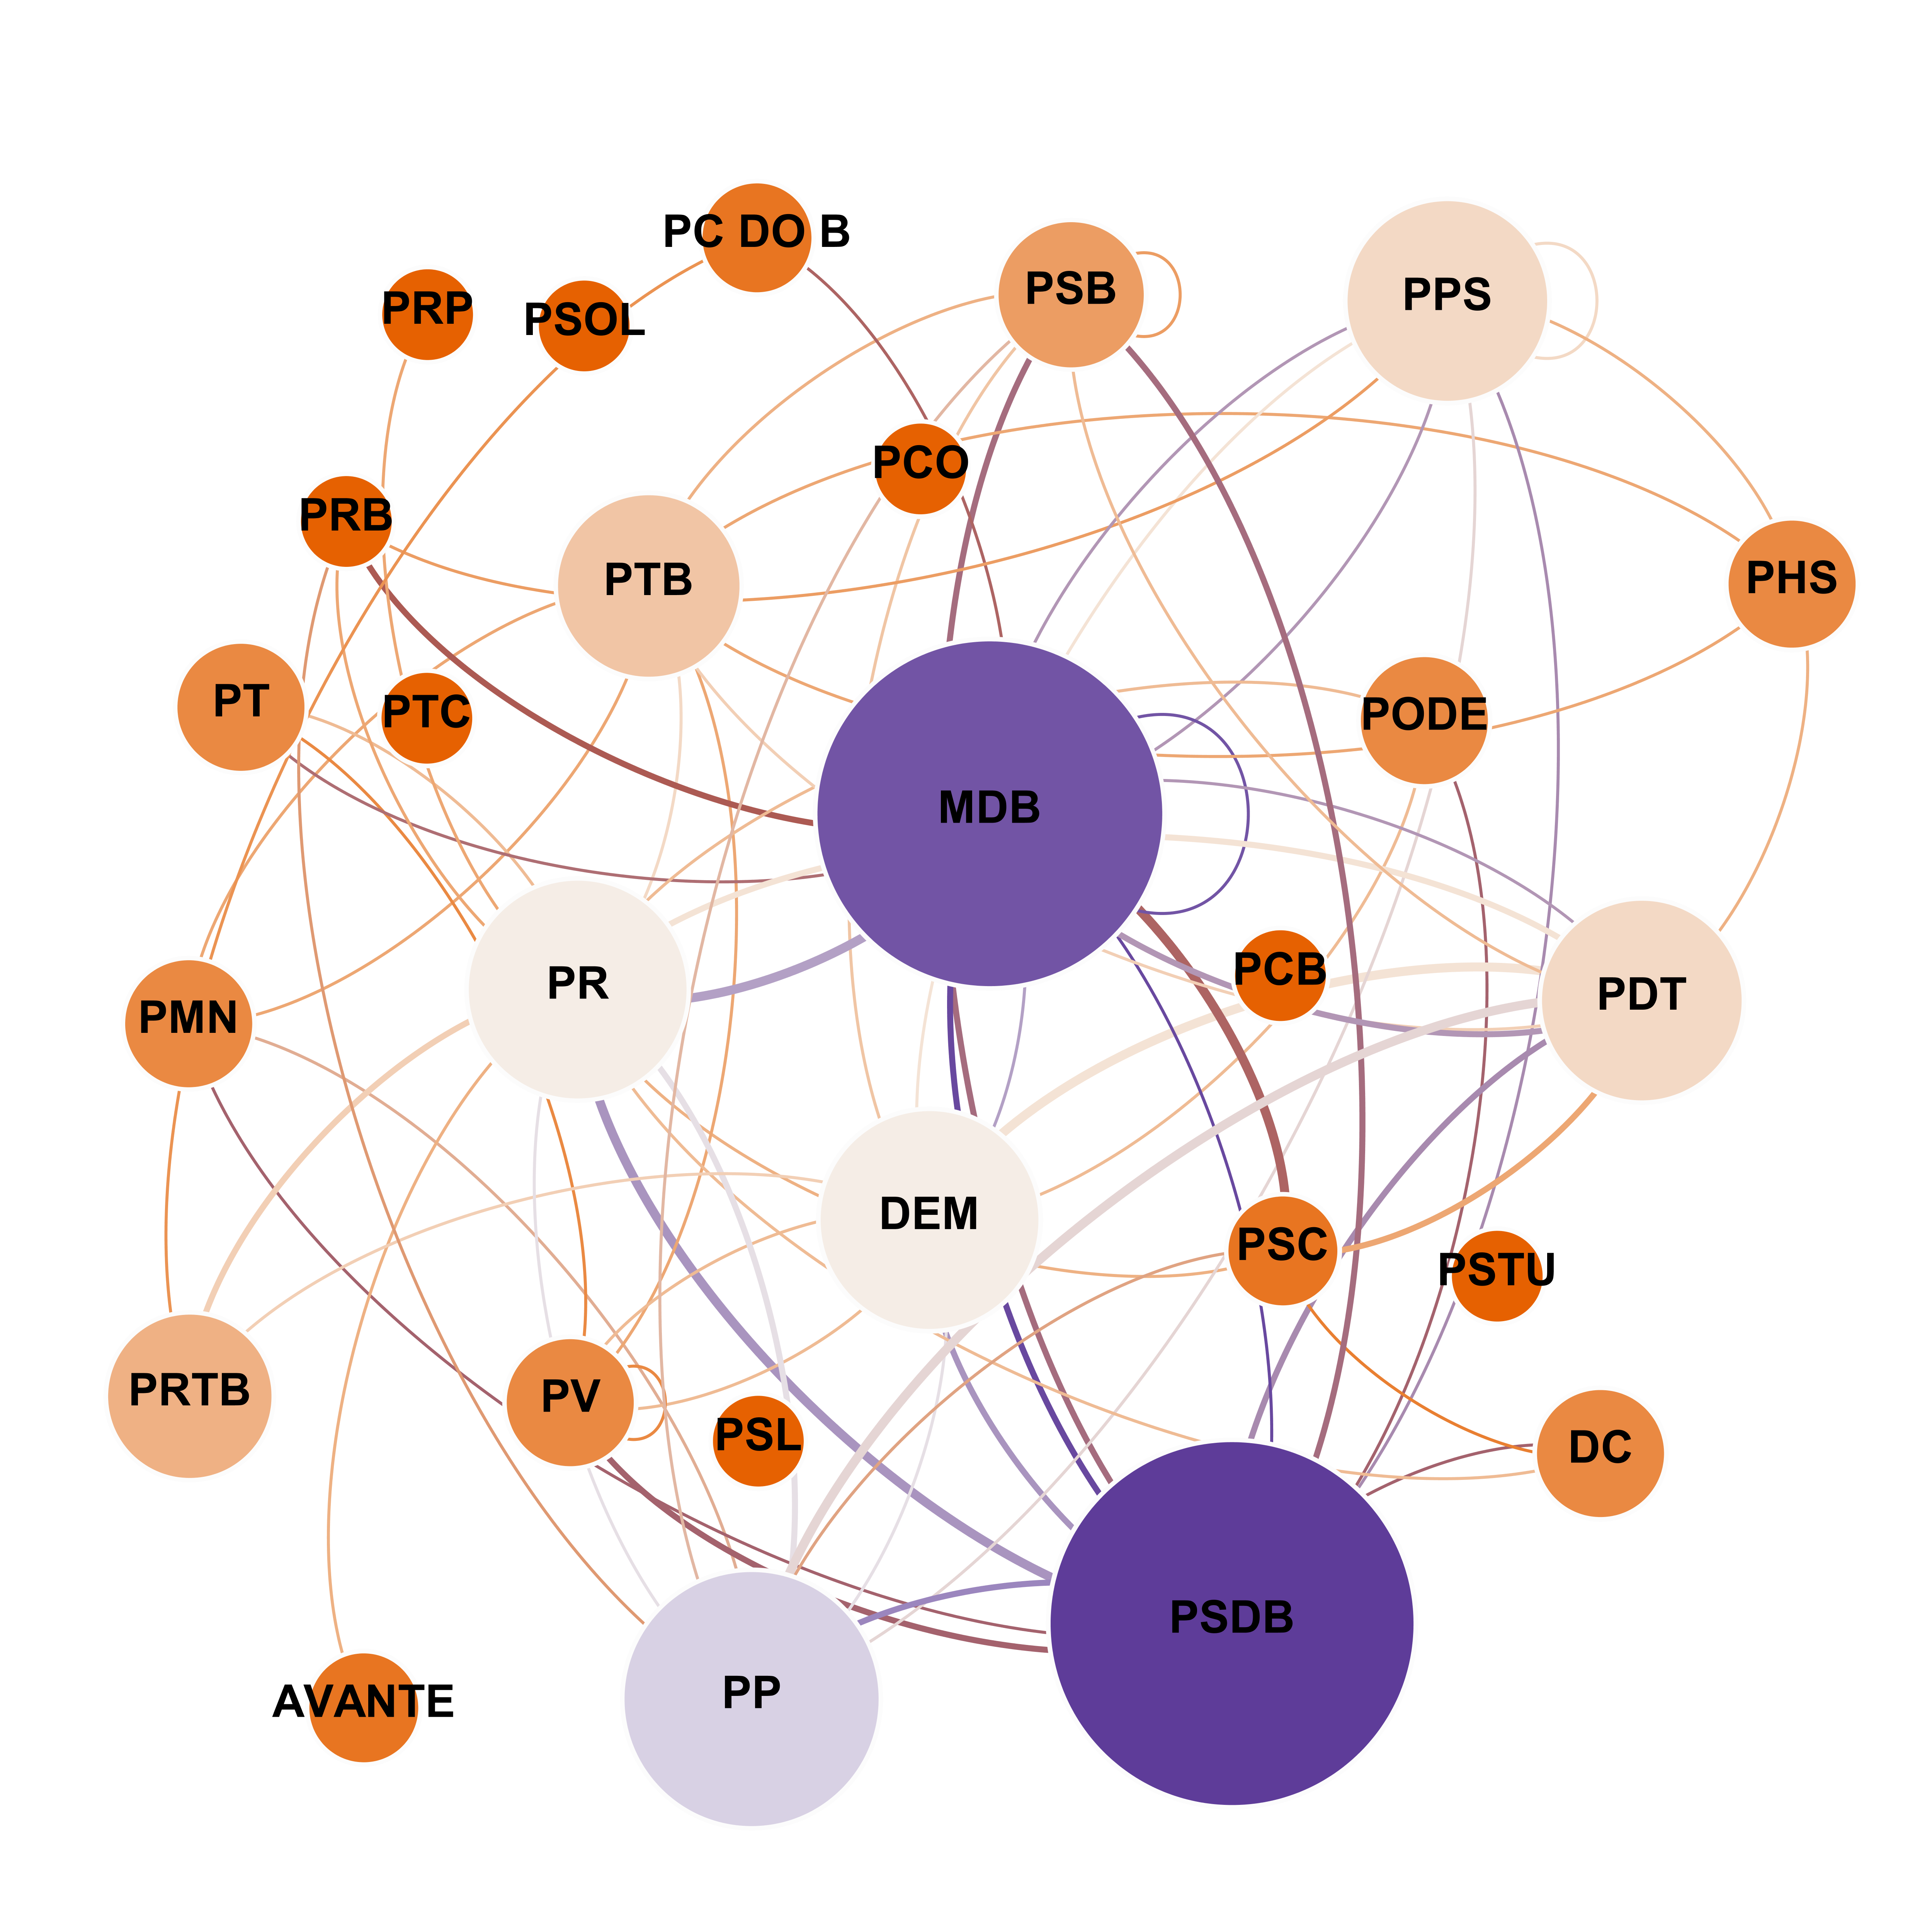 PC DO B
PSB
PPS
PRP
PSOL
PCO
PRB
PTB
PHS
PT
PTC
PODE
MDB
PCB
PR
PDT
PMN
DEM
PSC
PSTU
PRTB
PV
PSL
DC
PSDB
PP
AVANTE